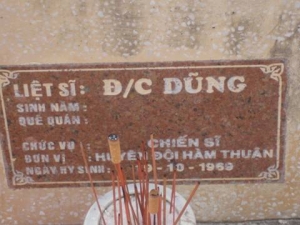 LIỆT SĨ: Đ/C DŨNG
SINH NĂM:
QUÊ QUÁN:
CHỨC VỤ: CHIẾN SĨ
ĐƠN VỊ: HUYỆN ĐỘI HÀM THUẬN
NGÀY HY SINH: 9-10-1969